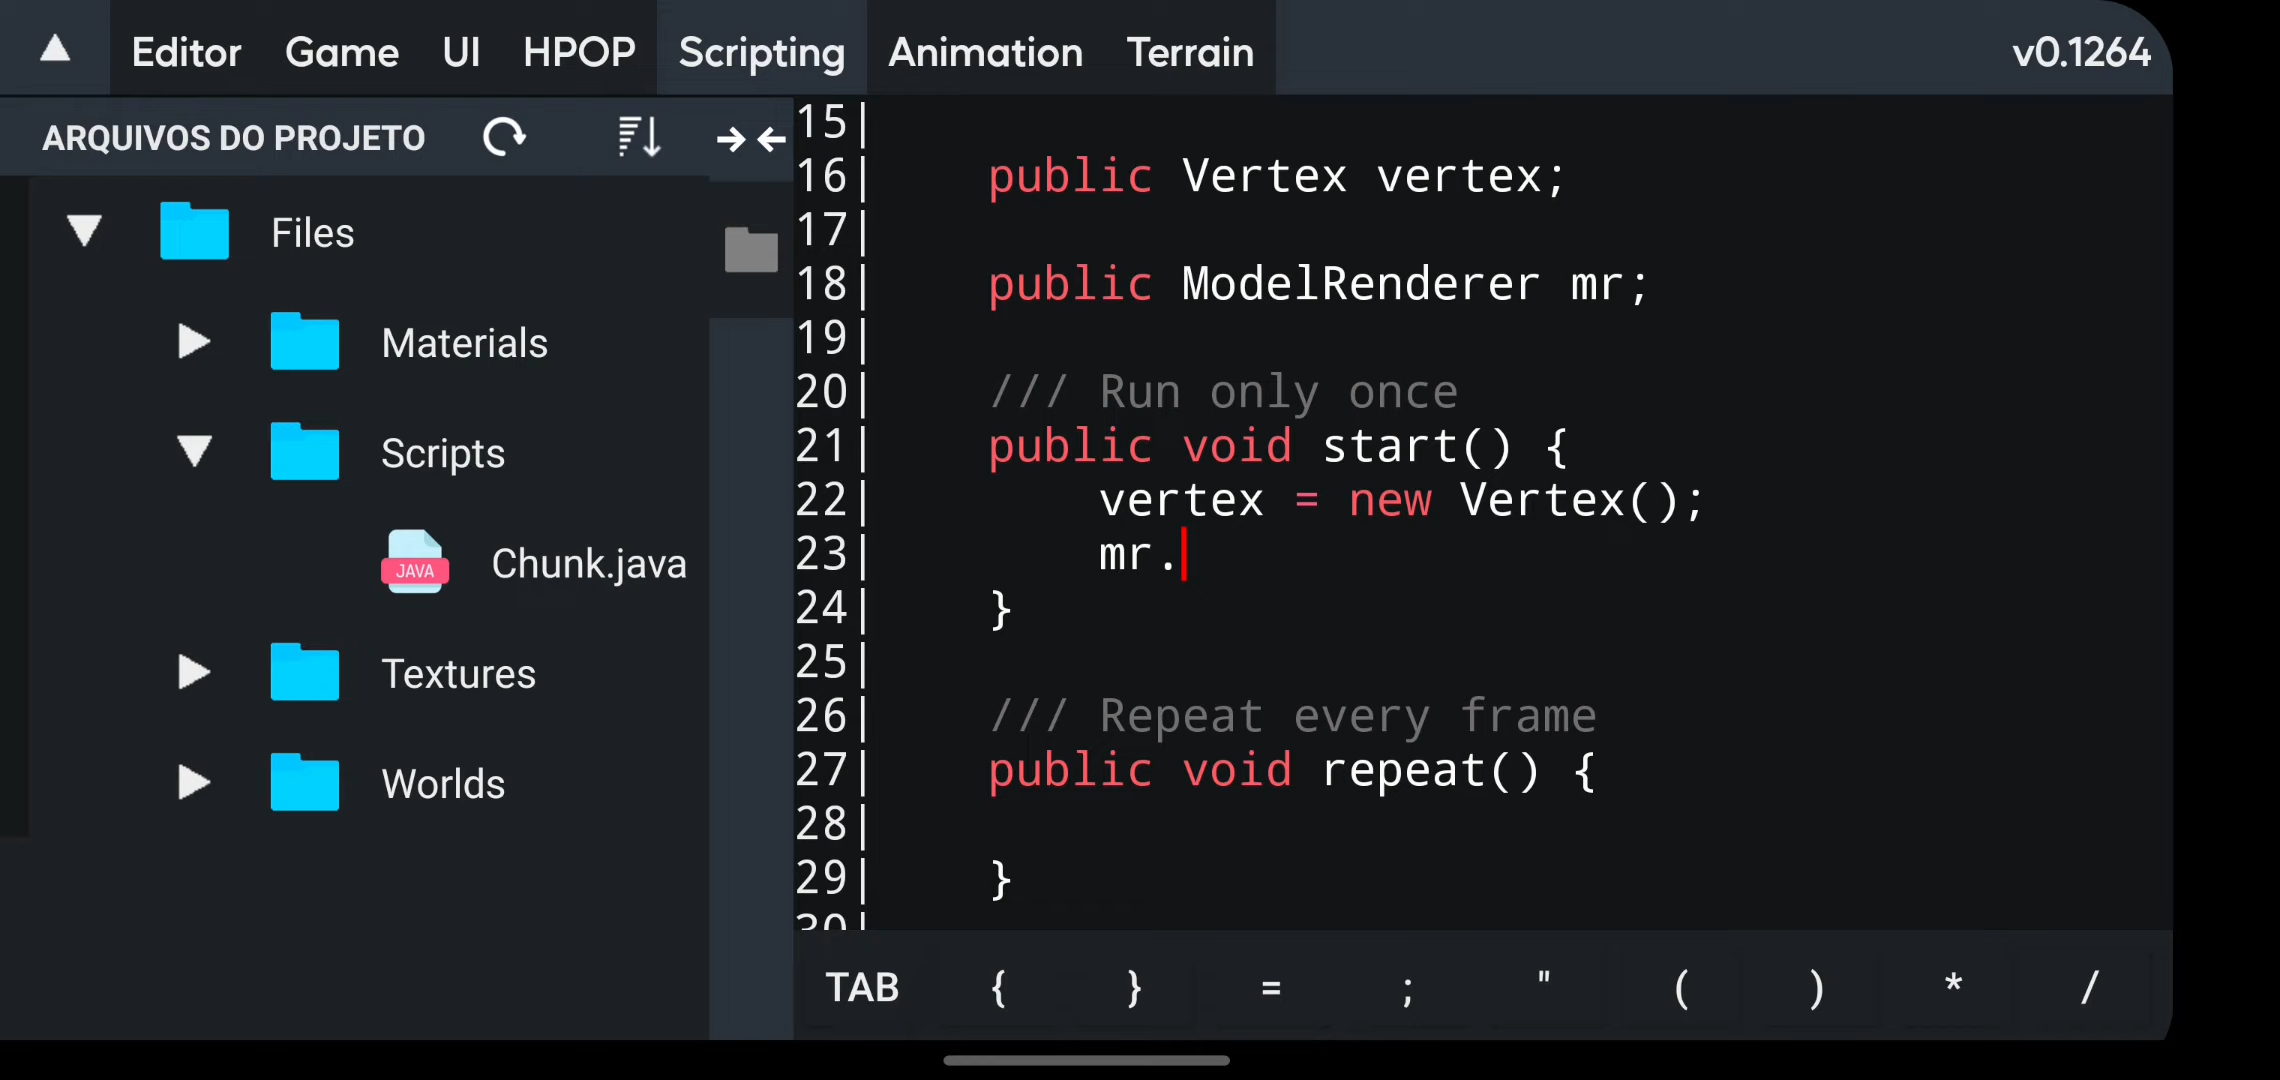 Editor Game UI HPOP Scripting Animation Terrain v0.1264
ARQUIVOS DO PROJETO
Files
Materials
Scripts
JAVA Chunk.java
Textures
Worlds
15|
16| public Vertex vertex;
17|
18| public ModelRenderer mr;
19|
20| /// Run only once
21| public void start() {
22| vertex = new Vertex();
23| mr.
24| }
25|
26| /// Repeat every frame
27| public void repeat() {
28|
29| }
30
TAB { } = ; " ( ) * /